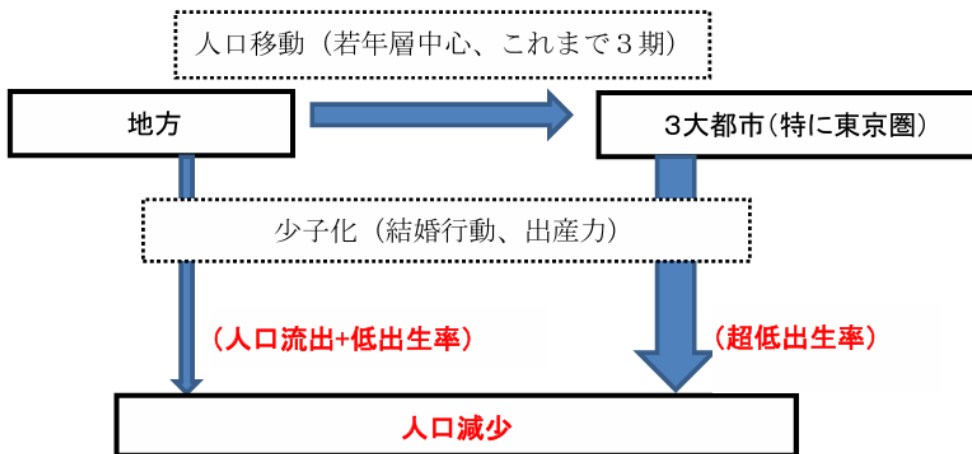 人口移動（若年層中心、これまで３期）
地方
３大都市（特に東京圏）
少子化（結婚行動、出産力）
（人口流出+低出生率）
（超低出生率）
人口減少